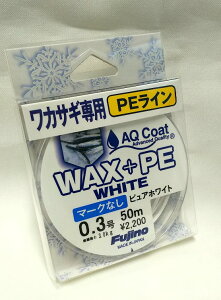 ワカサギ専用 PEライン
AQ Coat
Advanced Quality
WAX+PE
WHITE
マークなし ピュアホワイト
0.3号 50m
¥2,200
Fujino
MADE IN JAPAN